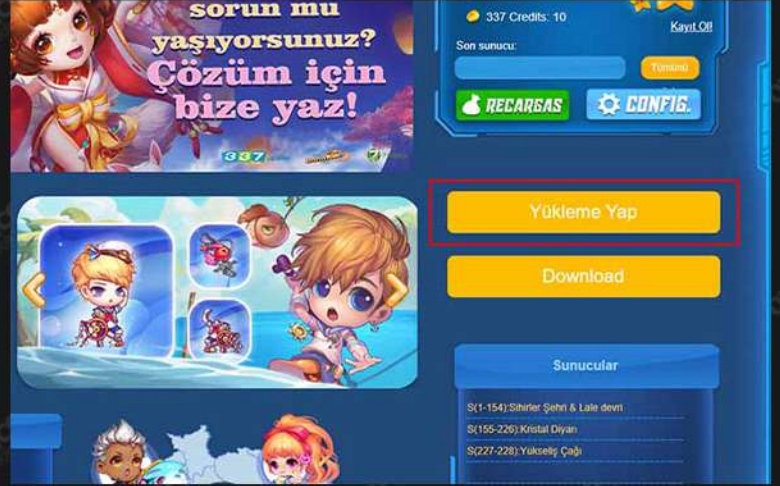 sorun mu
yaşıyorsunuz?
Çözüm için
bize yaz!
337
337 Credits: 10
Kayıt Ol!
Son sunucu:
Tümünü
RECARGAS
CONFIG.
Yükleme Yap
Download
Sunucular
S(1-154):Sihirler Şehri & Lale devri
S(155-226):Kristal Diyarı
S(227-228):Yükseliş Çağı